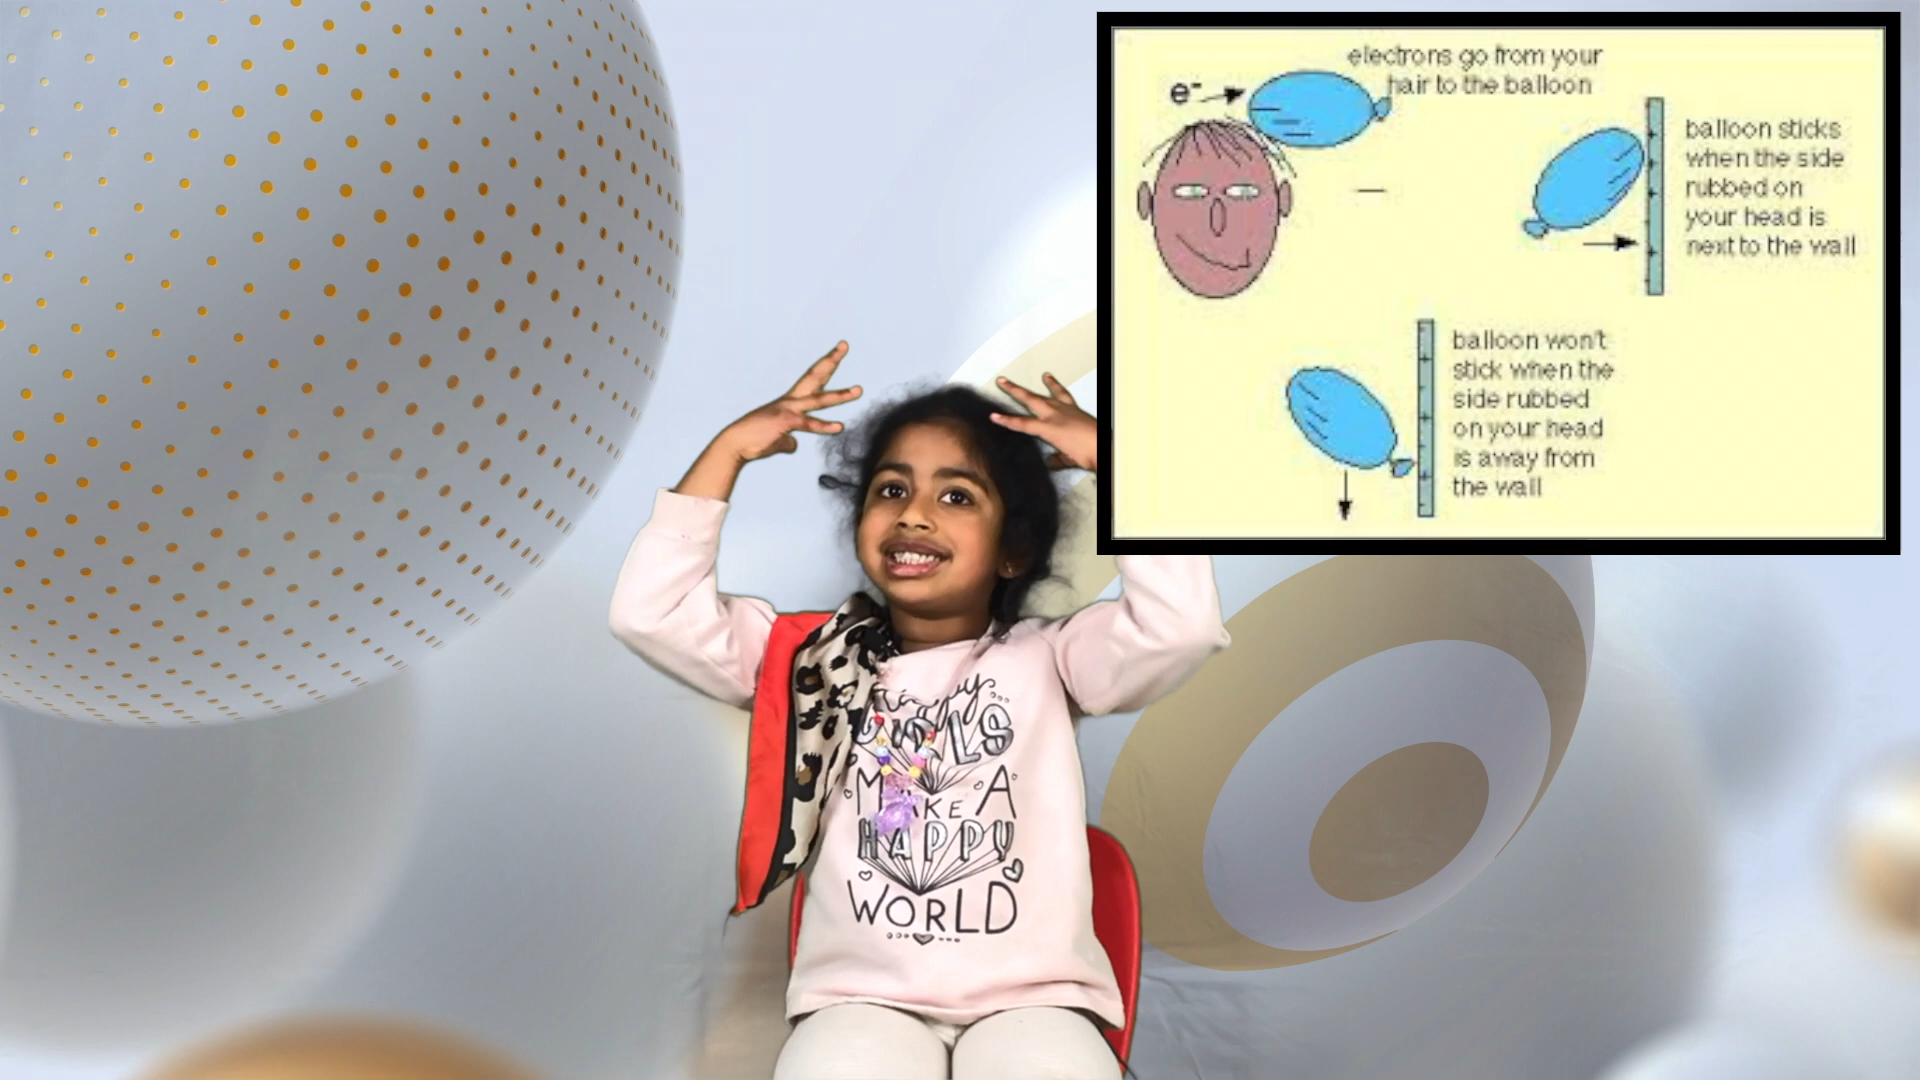 electrons go from your
hair to the balloon
e-
balloon sticks
when the side
rubbed on
your head is
next to the wall
balloon won't
stick when the
side rubbed
on your head
is away from
the wall
GIRLS
MAKE A
HAPPY
WORLD